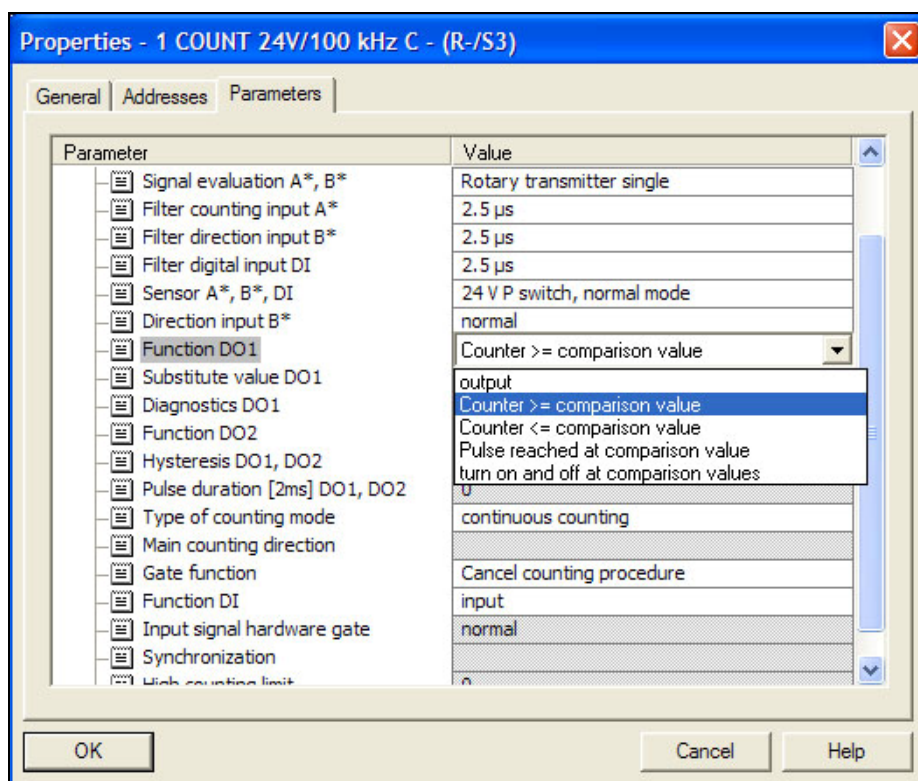 Properties - 1 COUNT 24V/100 kHz C - (R-/S3)
General Addresses Parameters
Parameter Value
Signal evaluation A*, B* Rotary transmitter single
Filter counting input A* 2.5 µs
Filter direction input B* 2.5 µs
Filter digital input DI 2.5 µs
Sensor A*, B*, DI 24 V P switch, normal mode
Direction input B* normal
Function DO1 Counter >= comparison value
Substitute value DO1 output
Diagnostics DO1 Counter >= comparison value
Function DO2 Counter <= comparison value
Hysteresis DO1, DO2 Pulse reached at comparison value
turn on and off at comparison values
Pulse duration [2ms] DO1, DO2 0
Type of counting mode continuous counting
Main counting direction
Gate function Cancel counting procedure
Function DI input
Input signal hardware gate normal
Synchronization
High counting limit 0
OK Cancel Help